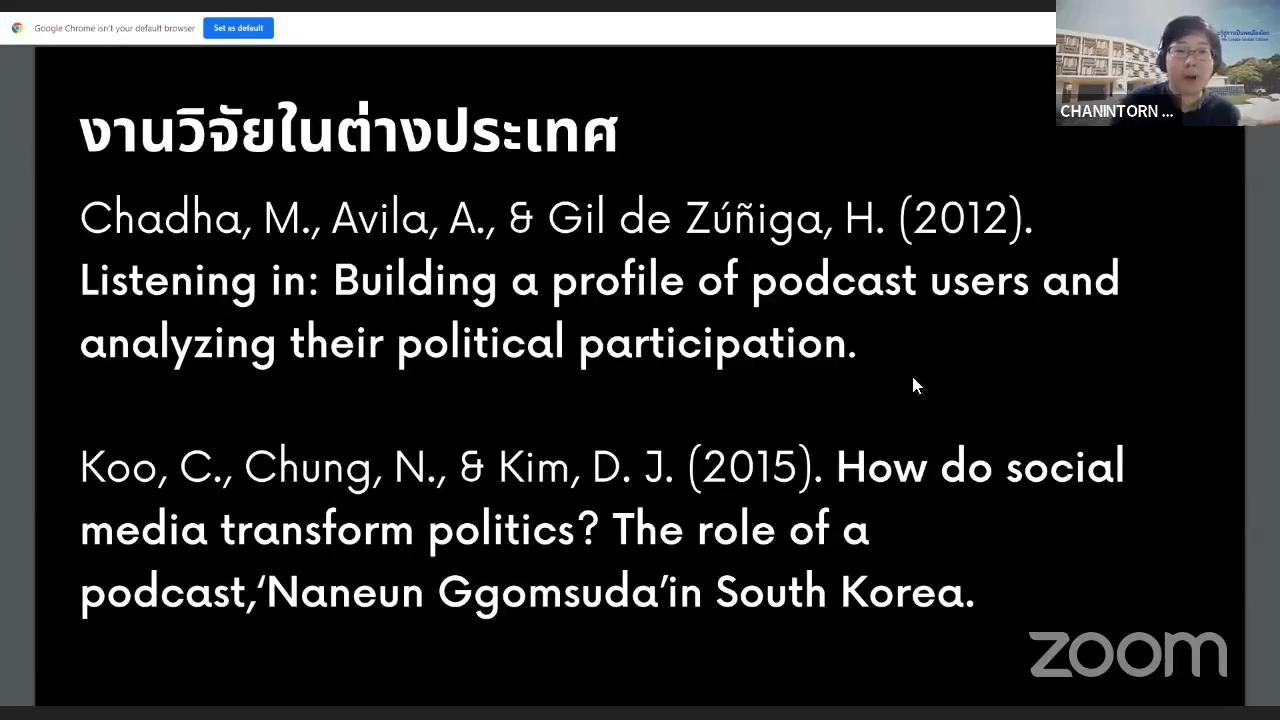 Google Chrome isn't your default browser
Set as default
CHANINTORN ...
งานวิจัยในต่างประเทศ
Chadha, M., Avila, A., & Gil de Zúñiga, H. (2012).
Listening in: Building a profile of podcast users and
analyzing their political participation.
Koo, C., Chung, N., & Kim, D. J. (2015). How do social
media transform politics? The role of a
podcast,‘Naneun Ggomsuda’in South Korea.
zoom